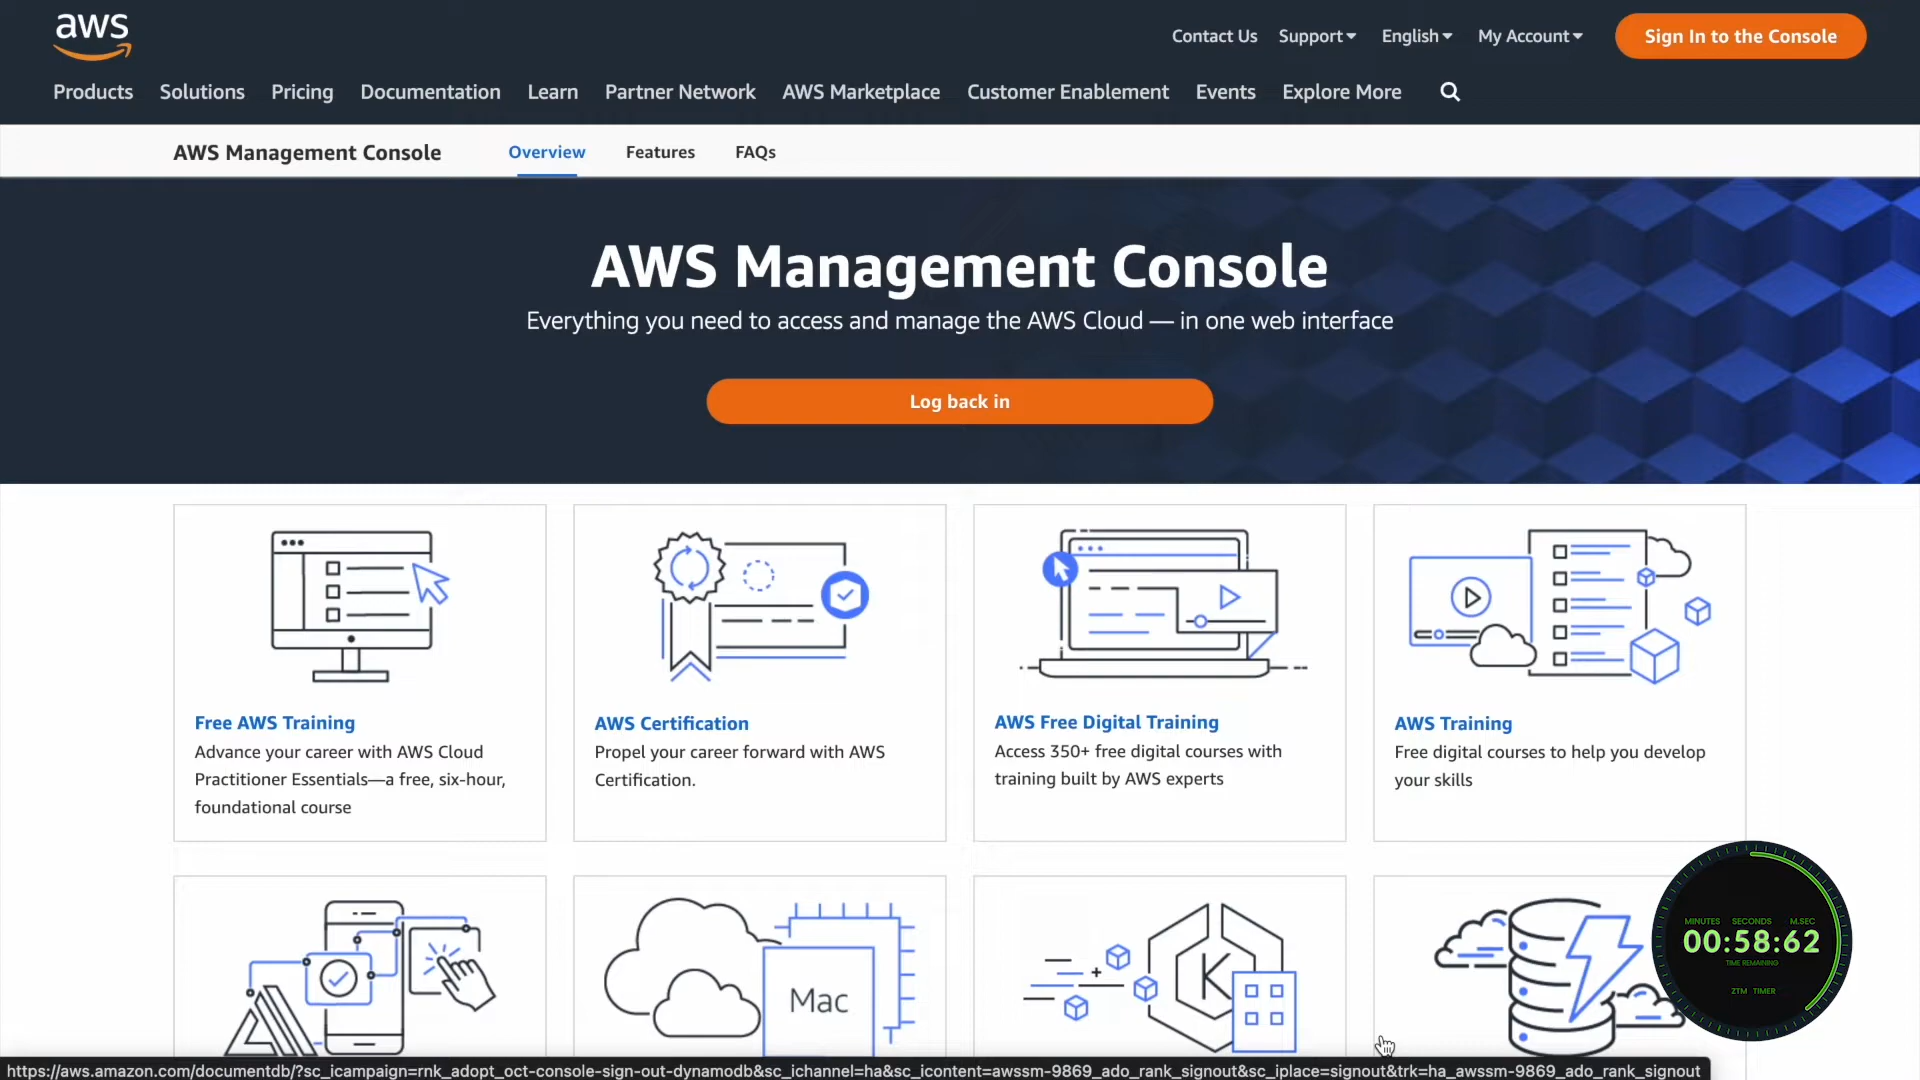 aws
Contact Us
Support
English
My Account
Sign In to the Console
Products
Solutions
Pricing
Documentation
Learn
Partner Network
AWS Marketplace
Customer Enablement
Events
Explore More
AWS Management Console
Overview
Features
FAQs
AWS Management Console
Everything you need to access and manage the AWS Cloud — in one web interface
Log back in
Free AWS Training
Advance your career with AWS Cloud
Practitioner Essentials—a free, six-hour,
foundational course
AWS Certification
Propel your career forward with AWS
Certification.
AWS Free Digital Training
Access 350+ free digital courses with
training built by AWS experts
AWS Training
Free digital courses to help you develop
your skills
Mac
K
MINUTES SECONDS M.SEC
00:58:62
TIME REMAINING
ZTM TIMER
https://aws.amazon.com/documentdb/?sc_icampaign=rnk_adopt_oct-console-sign-out-dynamodb&sc_ichannel=ha&sc_icontent=awssm-9869_ado_rank_signout&sc_iplace=signout&trk=ha_awssm-9869_ado_rank_signout